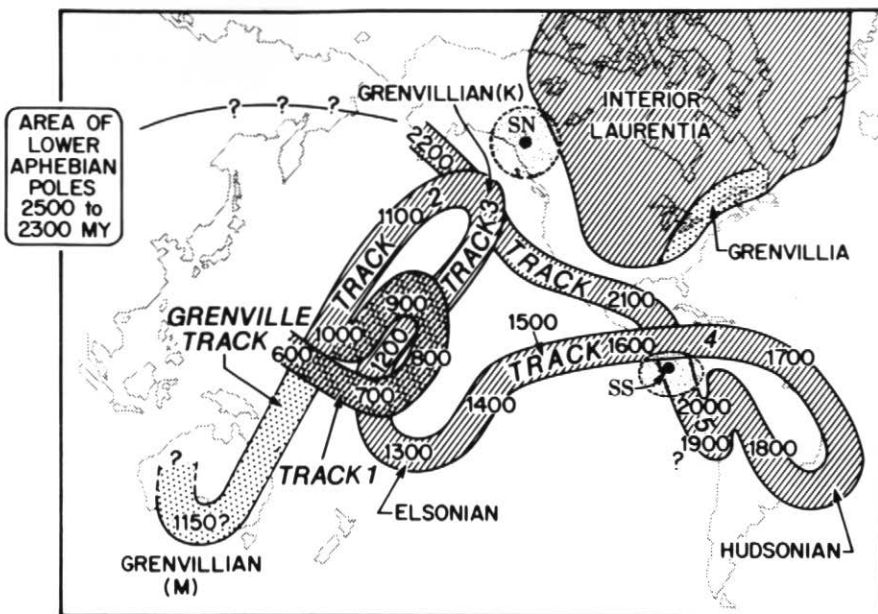 AREA OF
LOWER
APHEBIAN
POLES
2500 to
2300 MY
? ? ?
GRENVILLIAN(K)
SN
INTERIOR
LAURENTIA
2200
1100
2
TRACK
TRACK 3
GRENVILLIA
TRACK
2100
GRENVILLE
TRACK
900
1000
1200
800
600
700
1500
TRACK
1600
4
1700
SS
2000
5
1900
?
1800
1400
1300
TRACK 1
ELSONIAN
?
1150?
GRENVILLIAN
(M)
HUDSONIAN